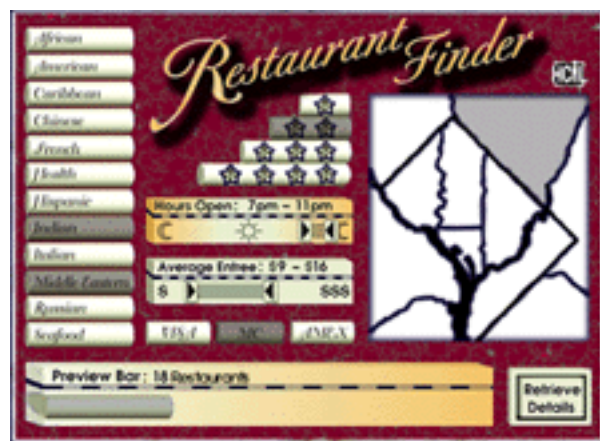 Restaurant Finder
HCIL
African
American
Caribbean
Chinese
French
Health
Hispanic
Indian
Italian
Middle Eastern
Russian
Seafood
Hours Open: 7pm - 11pm
Average Entree: $9 - $16
$ $$$
VISA MC AMEX
Preview Bar: 18 Restaurants
Retrieve
Details